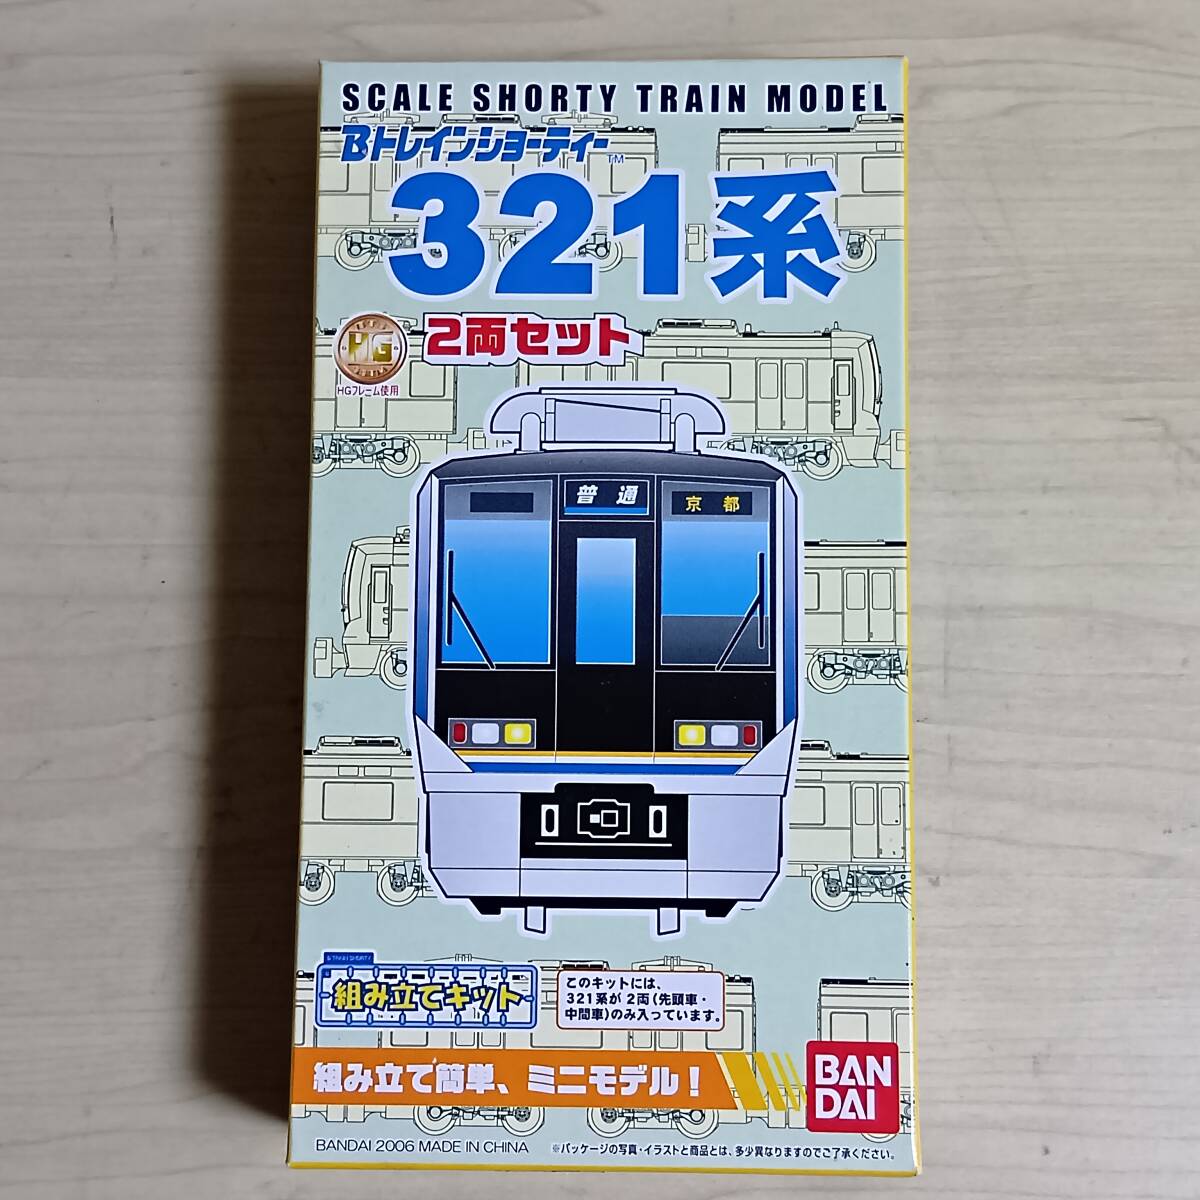 SCALE SHORTY TRAIN MODEL
BトレインショーティーTM
321系
HG
HGフレーム使用
2両セット
普通
京都
B TRAIN SHORTY
組み立てキット
このキットには、
321系が2両(先頭車・
中間車)のみ入っています。
組み立て簡単、ミニモデル!
BAN
DAI
BANDAI 2006 MADE IN CHINA
※パッケージの写真・イラストと商品とは、多少異なりますのでご了承ください。